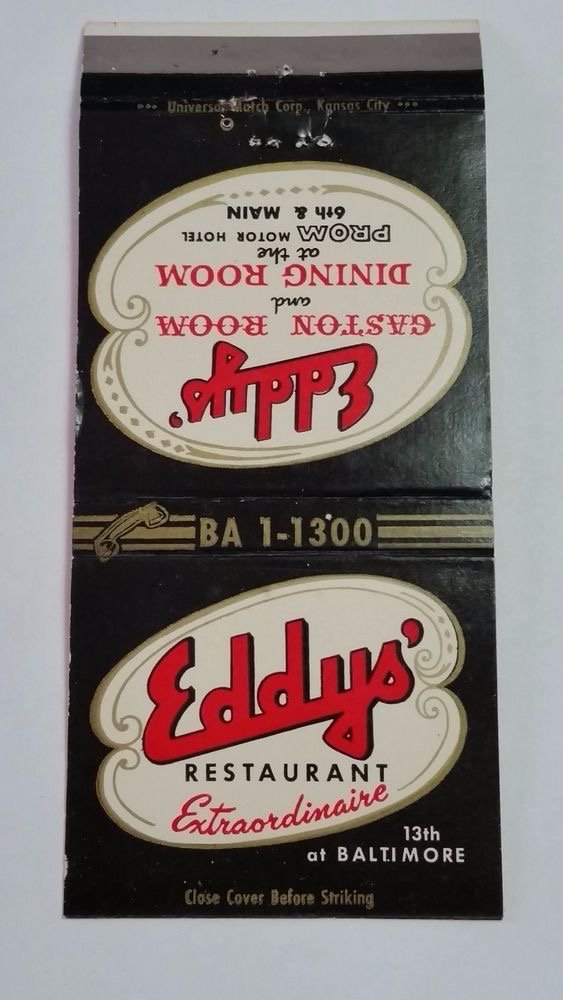 ••• Universal Match Corp., Kansas City •••
Eddys'
GASTON ROOM
and
DINING ROOM
at the
PROM MOTOR HOTEL
6th & MAIN
BA 1-1300
Eddys'
RESTAURANT
Extraordinaire
13th
at BALTIMORE
Close Cover Before Striking